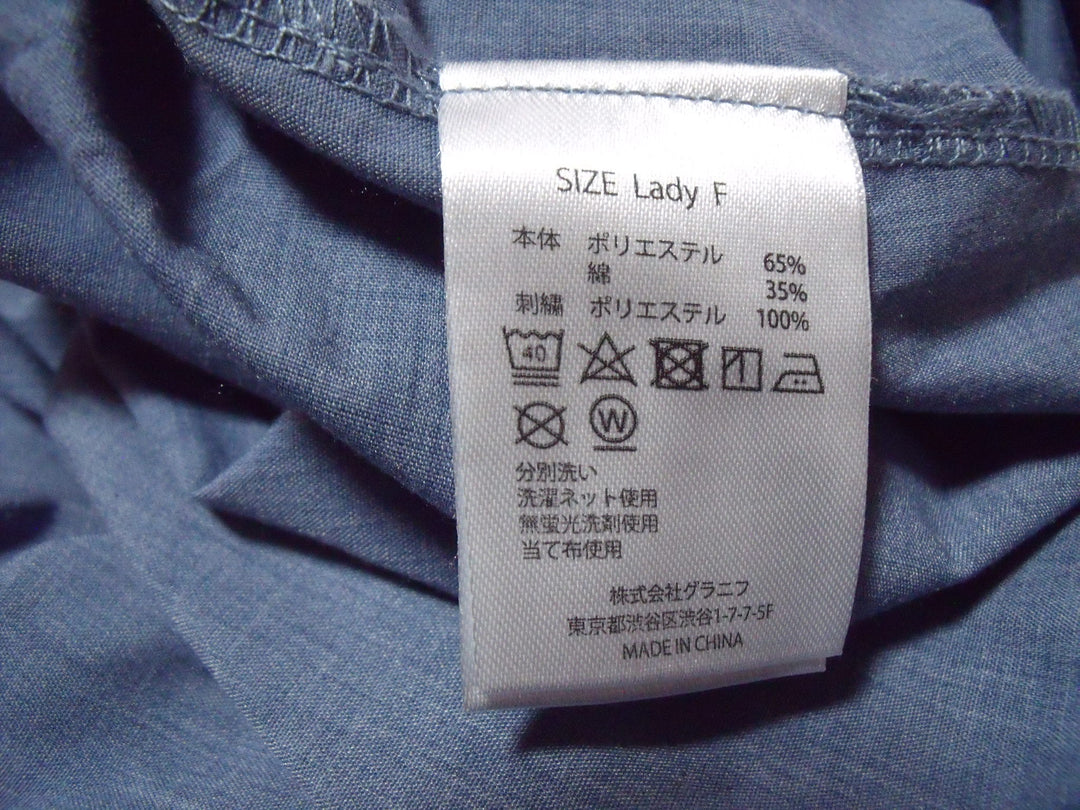 SIZE Lady F
本体 ポリエステル 65%
綿 35%
刺繍 ポリエステル 100%
40
W
分別洗い
洗濯ネット使用
無蛍光洗剤使用
当て布使用
株式会社グラニフ
東京都渋谷区渋谷1-7-7-5F
MADE IN CHINA